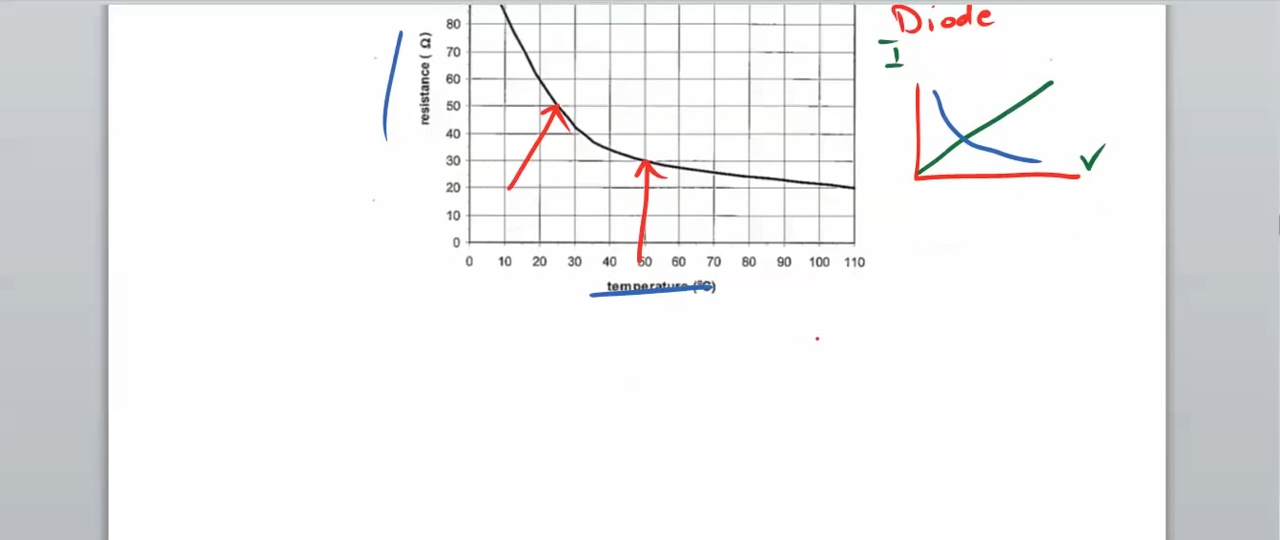 Diode
I
80
70
60
50
40
30
20
10
0
resistance ( Ω)
0 10 20 30 40 50 60 70 80 90 100 110
temperature (°C)
V